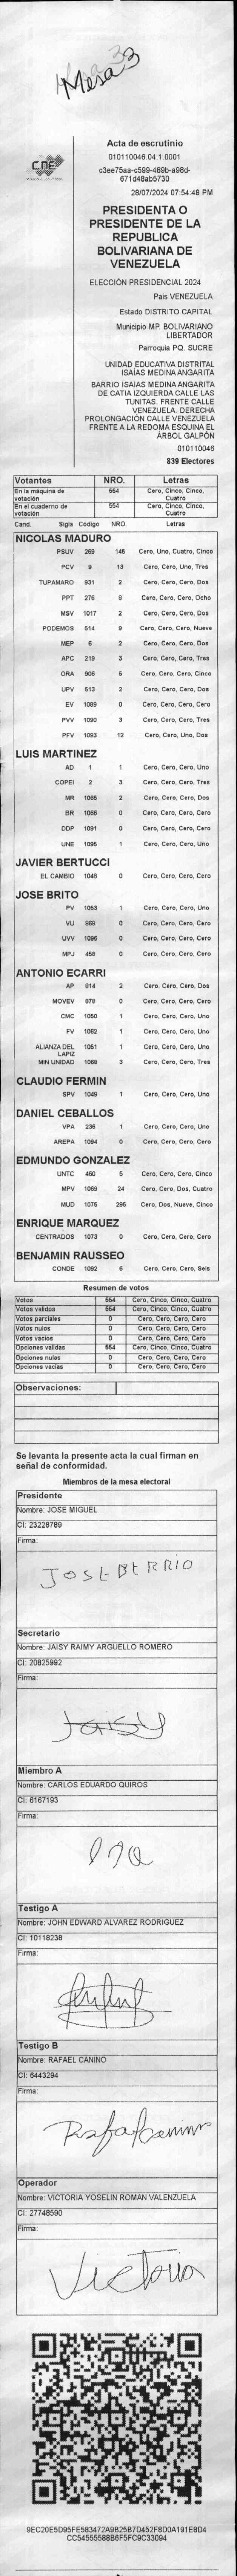 Mesa 3
CNE
Acta de escrutinio
010110046.04.1.0001
c3ee75aa-c599-489b-a98d-
671d48ab5730
28/07/2024 07:54:48 PM
PRESIDENTA O
PRESIDENTE DE LA
REPUBLICA
BOLIVARIANA DE
VENEZUELA
ELECCIÓN PRESIDENCIAL 2024
Pais VENEZUELA
Estado DISTRITO CAPITAL
Municipio MP. BOLIVARIANO
LIBERTADOR
Parroquia PQ. SUCRE
UNIDAD EDUCATIVA DISTRITAL
ISAÍAS MEDINA ANGARITA
BARRIO ISAIAS MEDINA ANGARITA
DE CATIA IZQUIERDA CALLE LAS
TUNITAS. FRENTE CALLE
VENEZUELA. DERECHA
PROLONGACIÓN CALLE VENEZUELA
FRENTE A LA REDOMA ESQUINA EL
ÁRBOL GALPÓN
010110046
839 Electores
Votantes NRO. Letras
En la máquina de votación 554 Cero, Cinco, Cinco, Cuatro
En el cuaderno de votación 554 Cero, Cinco, Cinco, Cuatro
Cand. Sigla Código NRO. Letras
NICOLAS MADURO
PSUV 269 145 Cero, Uno, Cuatro, Cinco
PCV 9 13 Cero, Cero, Uno, Tres
TUPAMARO 931 2 Cero, Cero, Cero, Dos
PPT 276 8 Cero, Cero, Cero, Ocho
MSV 1017 2 Cero, Cero, Cero, Dos
PODEMOS 514 9 Cero, Cero, Cero, Nueve
MEP 6 2 Cero, Cero, Cero, Dos
APC 219 3 Cero, Cero, Cero, Tres
ORA 906 5 Cero, Cero, Cero, Cinco
UPV 513 2 Cero, Cero, Cero, Dos
EV 1089 0 Cero, Cero, Cero, Cero
PVV 1090 3 Cero, Cero, Cero, Tres
PFV 1093 12 Cero, Cero, Uno, Dos
LUIS MARTINEZ
AD 1 1 Cero, Cero, Cero, Uno
COPEI 2 3 Cero, Cero, Cero, Tres
MR 1066 2 Cero, Cero, Cero, Dos
BR 1066 0 Cero, Cero, Cero, Cero
DDP 1091 0 Cero, Cero, Cero, Cero
UNE 1095 1 Cero, Cero, Cero, Uno
JAVIER BERTUCCI
EL CAMBIO 1046 0 Cero, Cero, Cero, Cero
JOSE BRITO
PV 1053 1 Cero, Cero, Cero, Uno
VU 969 0 Cero, Cero, Cero, Cero
UVV 1096 0 Cero, Cero, Cero, Cero
MPJ 458 0 Cero, Cero, Cero, Cero
ANTONIO ECARRI
AP 914 2 Cero, Cero, Cero, Dos
MOVEV 978 0 Cero, Cero, Cero, Cero
CMC 1050 1 Cero, Cero, Cero, Uno
FV 1062 1 Cero, Cero, Cero, Uno
ALIANZA DEL LAPIZ 1051 1 Cero, Cero, Cero, Uno
MIN UNIDAD 1069 3 Cero, Cero, Cero, Tres
CLAUDIO FERMIN
SPV 1049 1 Cero, Cero, Cero, Uno
DANIEL CEBALLOS
VPA 236 1 Cero, Cero, Cero, Uno
AREPA 1094 0 Cero, Cero, Cero, Cero
EDMUNDO GONZALEZ
UNTC 450 5 Cero, Cero, Cero, Cinco
MPV 1059 24 Cero, Cero, Dos, Cuatro
MUD 1075 295 Cero, Dos, Nueve, Cinco
ENRIQUE MARQUEZ
CENTRADOS 1073 0 Cero, Cero, Cero, Cero
BENJAMIN RAUSSEO
CONDE 1092 6 Cero, Cero, Cero, Seis
Resumen de votos
Votos 554 Cero, Cinco, Cinco, Cuatro
Votos validos 554 Cero, Cinco, Cinco, Cuatro
Votos parciales 0 Cero, Cero, Cero, Cero
Votos nulos 0 Cero, Cero, Cero, Cero
Votos vacios 0 Cero, Cero, Cero, Cero
Opciones validas 554 Cero, Cinco, Cinco, Cuatro
Opciones nulas 0 Cero, Cero, Cero, Cero
Opciones vacias 0 Cero, Cero, Cero, Cero
Observaciones:
Se levanta la presente acta la cual firman en
señal de conformidad.
Miembros de la mesa electoral
Presidente
Nombre: JOSE MIGUEL
CI: 23228789
Firma:
JOSE BERRIO
Secretario
Nombre: JAISY RAIMY ARGUELLO ROMERO
CI: 20825992
Firma:
Jaisy
Miembro A
Nombre: CARLOS EDUARDO QUIROS
CI: 6167193
Firma:
Testigo A
Nombre: JOHN EDWARD ALVAREZ RODRIGUEZ
CI: 10118238
Firma:
Testigo B
Nombre: RAFAEL CANINO
CI: 6443294
Firma:
Operador
Nombre: VICTORIA YOSELIN ROMAN VALENZUELA
CI: 27748590
Firma:
Victoria
9EC20E5D95FE583472A9B25B7D452F8D0A191E8D4
CC54555588B6F5FC9C33094